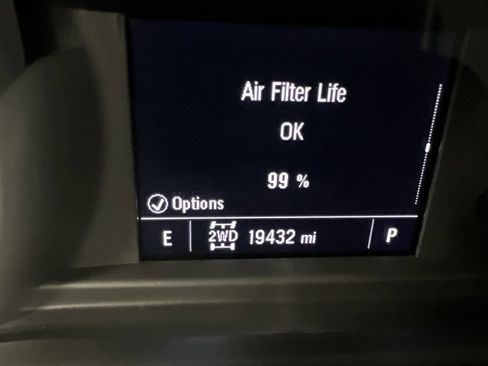 Air Filter Life
OK
99 %
Options
E 2WD 19432 mi P